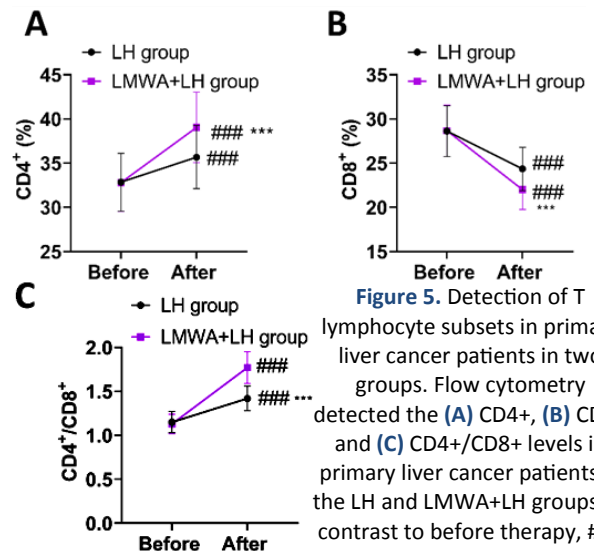 A
LH group
LMWA+LH group
CD4+ (%)
45
40
35
30
25
### ***
###
Before After
B
LH group
LMWA+LH group
CD8+ (%)
30
25
20
15
###
###
***
Before After
C
LH group
LMWA+LH group
CD4+/CD8+
2.0
1.5
1.0
0.5
0.0
###
### ***
Before After
Figure 5. Detection of T
lymphocyte subsets in
liver cancer patients in two
groups. Flow cytometry
detected the (A) CD4+, (B)
and (C) CD4+/CD8+ levels
primary liver cancer patients
the LH and LMWA+LH groups
contrast to before therapy,